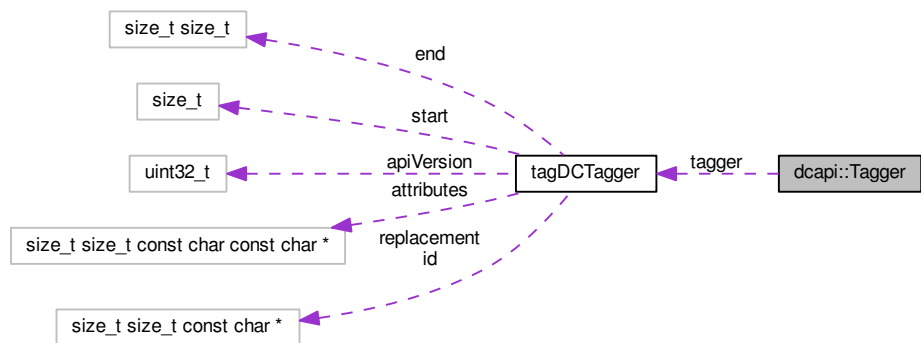 size_t size_t
end
size_t
start
apiVersion
uint32_t
tagDCTagger
tagger
dcapi::Tagger
attributes
size_t size_t const char const char *
replacement
id
size_t size_t const char *